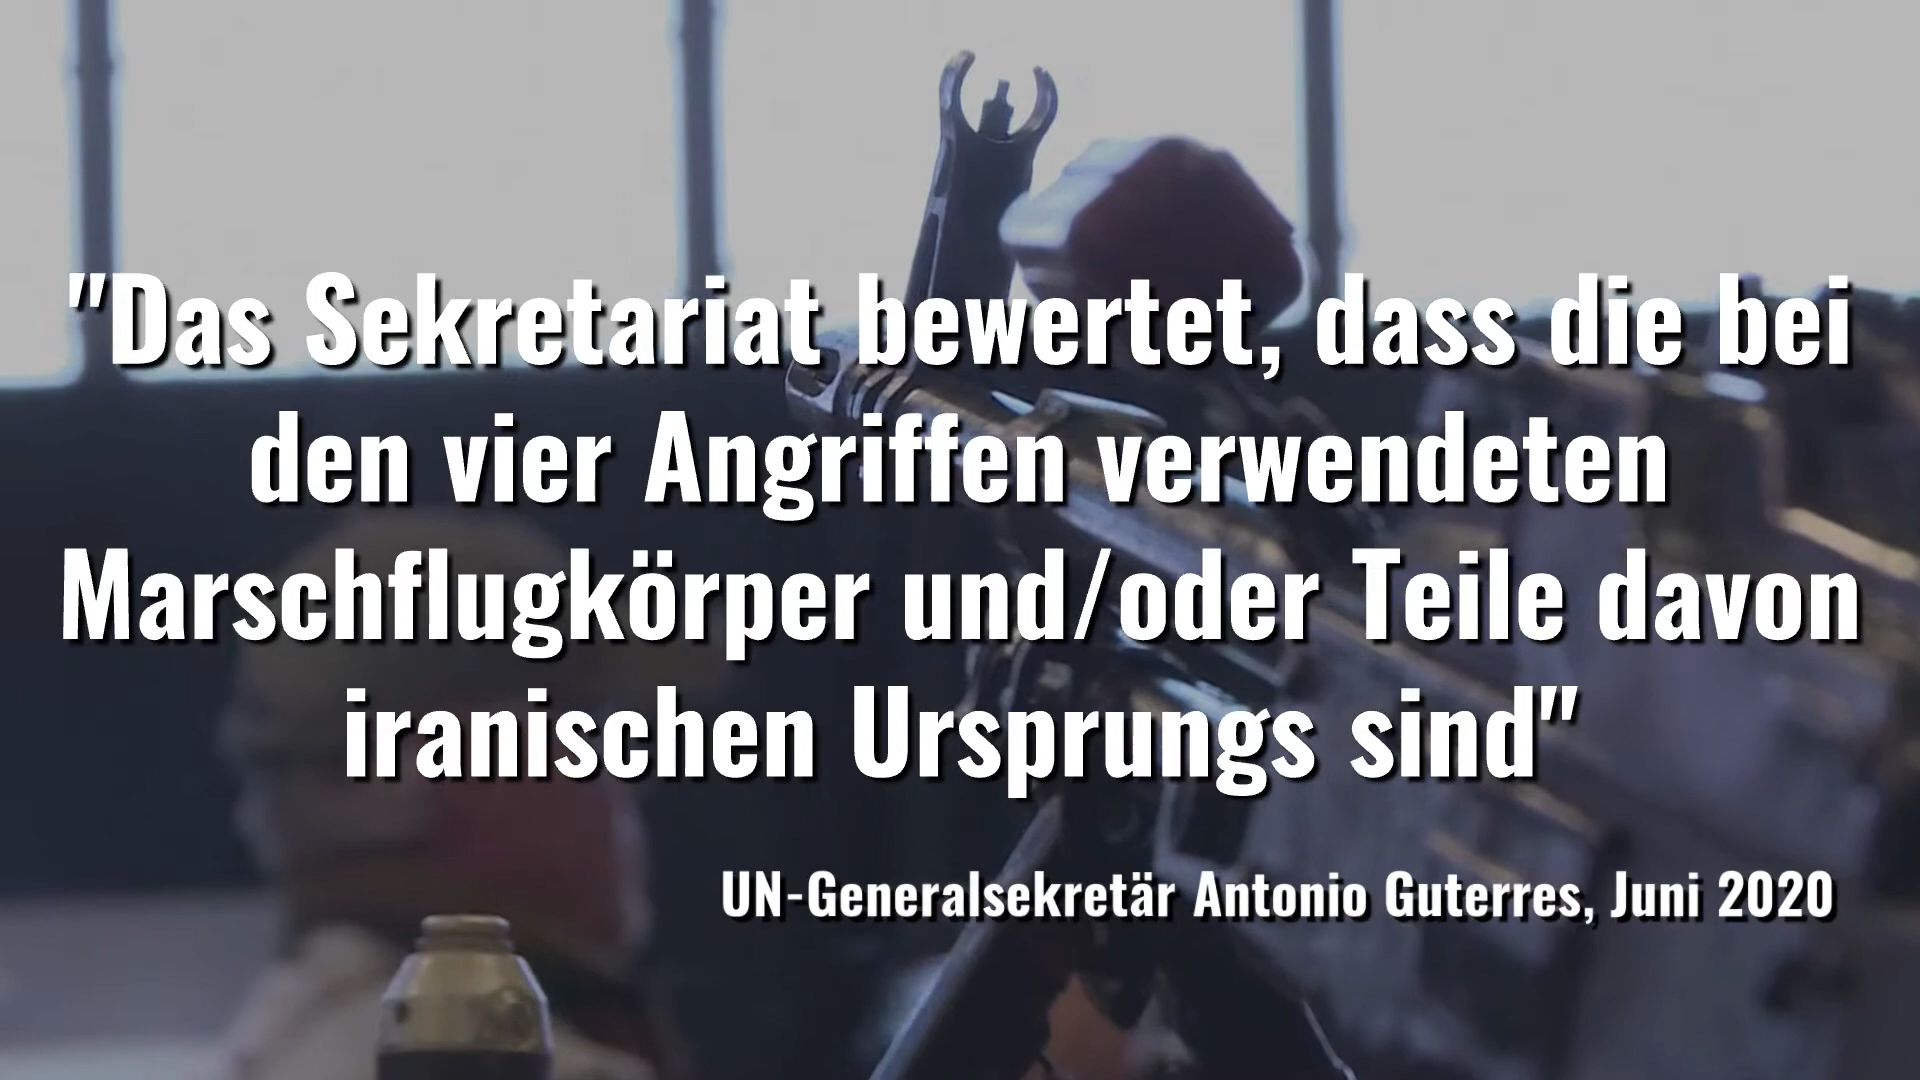 "Das Sekretariat bewertet, dass die bei
den vier Angriffen verwendeten
Marschflugkörper und/oder Teile davon
iranischen Ursprungs sind"
UN-Generalsekretär Antonio Guterres, Juni 2020